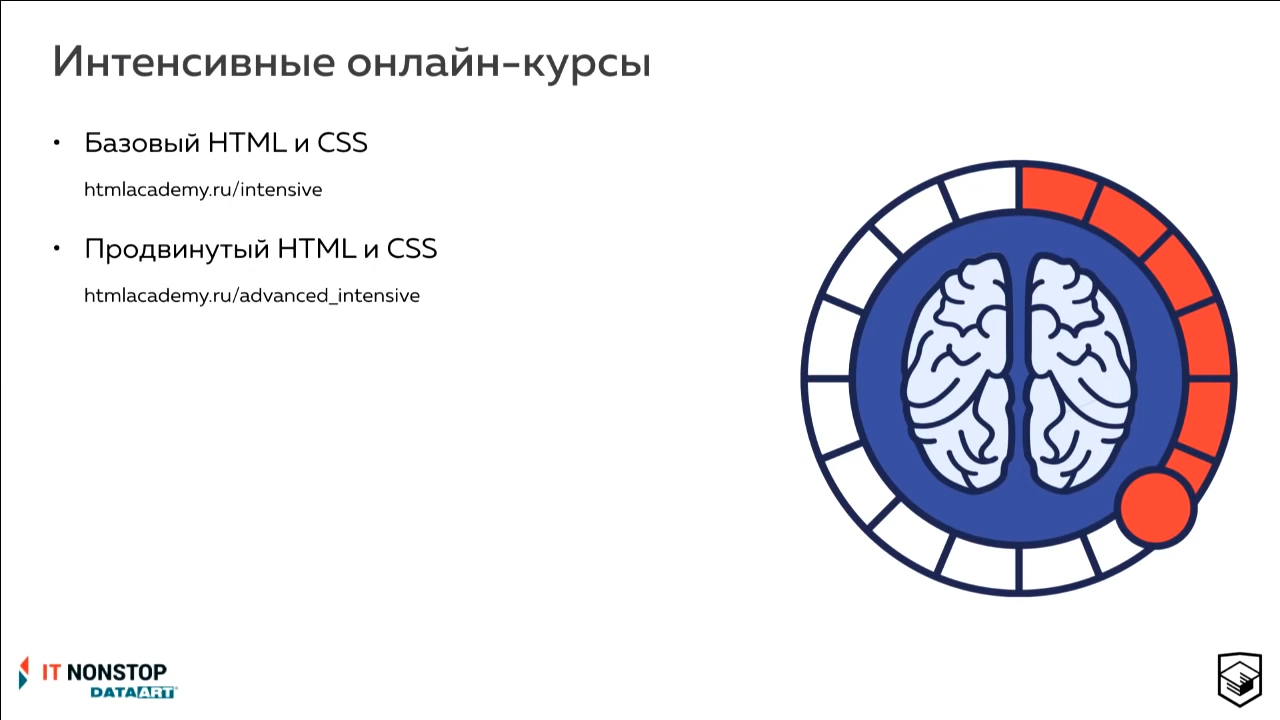 Интенсивные онлайн-курсы
• Базовый HTML и CSS
htmlacademy.ru/intensive
• Продвинутый HTML и CSS
htmlacademy.ru/advanced_intensive
IT NONSTOP
DATAART